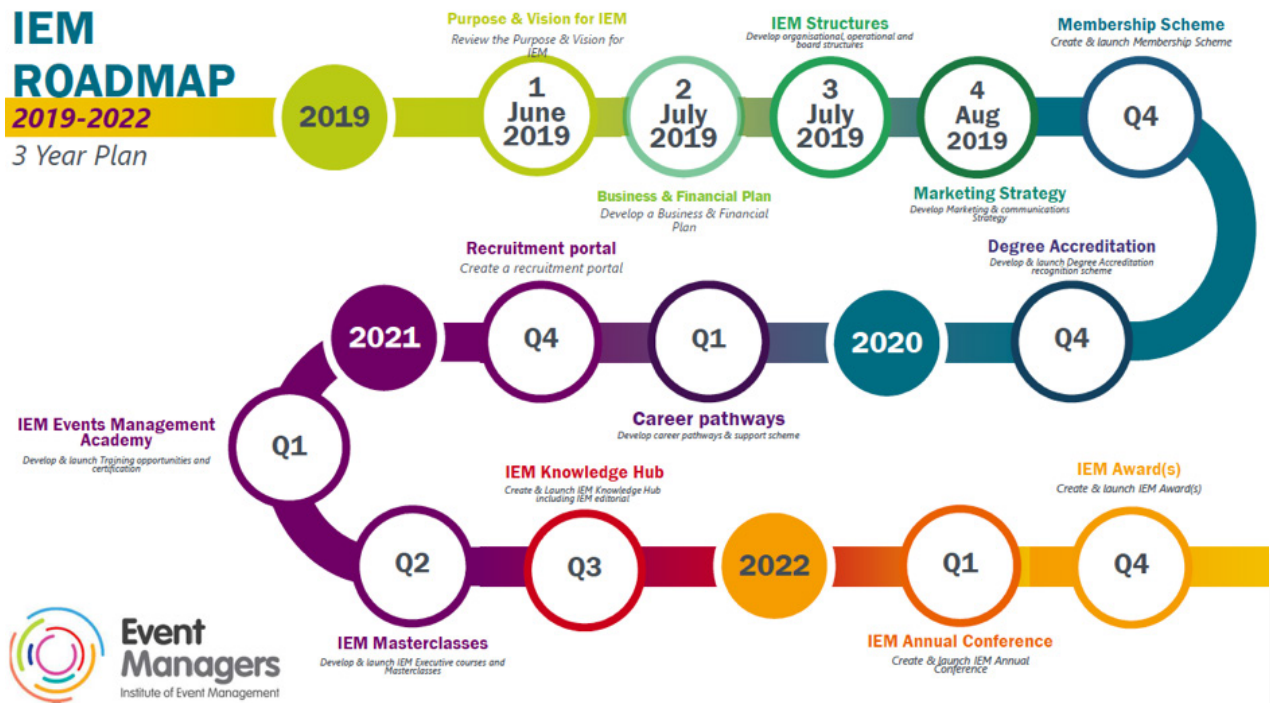 IEM
ROADMAP
2019-2022
3 Year Plan
2019
Purpose & Vision for IEM
Review the Purpose & Vision for
IEM
1
June
2019
2
July
2019
Business & Financial Plan
Develop a Business & Financial
Plan
IEM Structures
Develop organisational, operational and
board structures
3
July
2019
4
Aug
2019
Marketing Strategy
Develop Marketing & communications
Strategy
Membership Scheme
Create & launch Membership Scheme
Q4
Degree Accreditation
Develop & launch Degree Accreditation
recognition scheme
Q4
2020
Q1
Career pathways
Develop career pathways & support scheme
Recruitment portal
Create a recruitment portal
Q4
2021
IEM Events Management
Academy
Develop & launch Training opportunities and
certification
Q1
Q2
IEM Masterclasses
Develop & launch IEM Executive courses and
Masterclasses
IEM Knowledge Hub
Create & Launch IEM Knowledge Hub
including IEM editorial
Q3
2022
Q1
IEM Annual Conference
Create & launch IEM Annual
Conference
IEM Award(s)
Create & launch IEM Award(s)
Q4
Event
Managers
Institute of Event Management